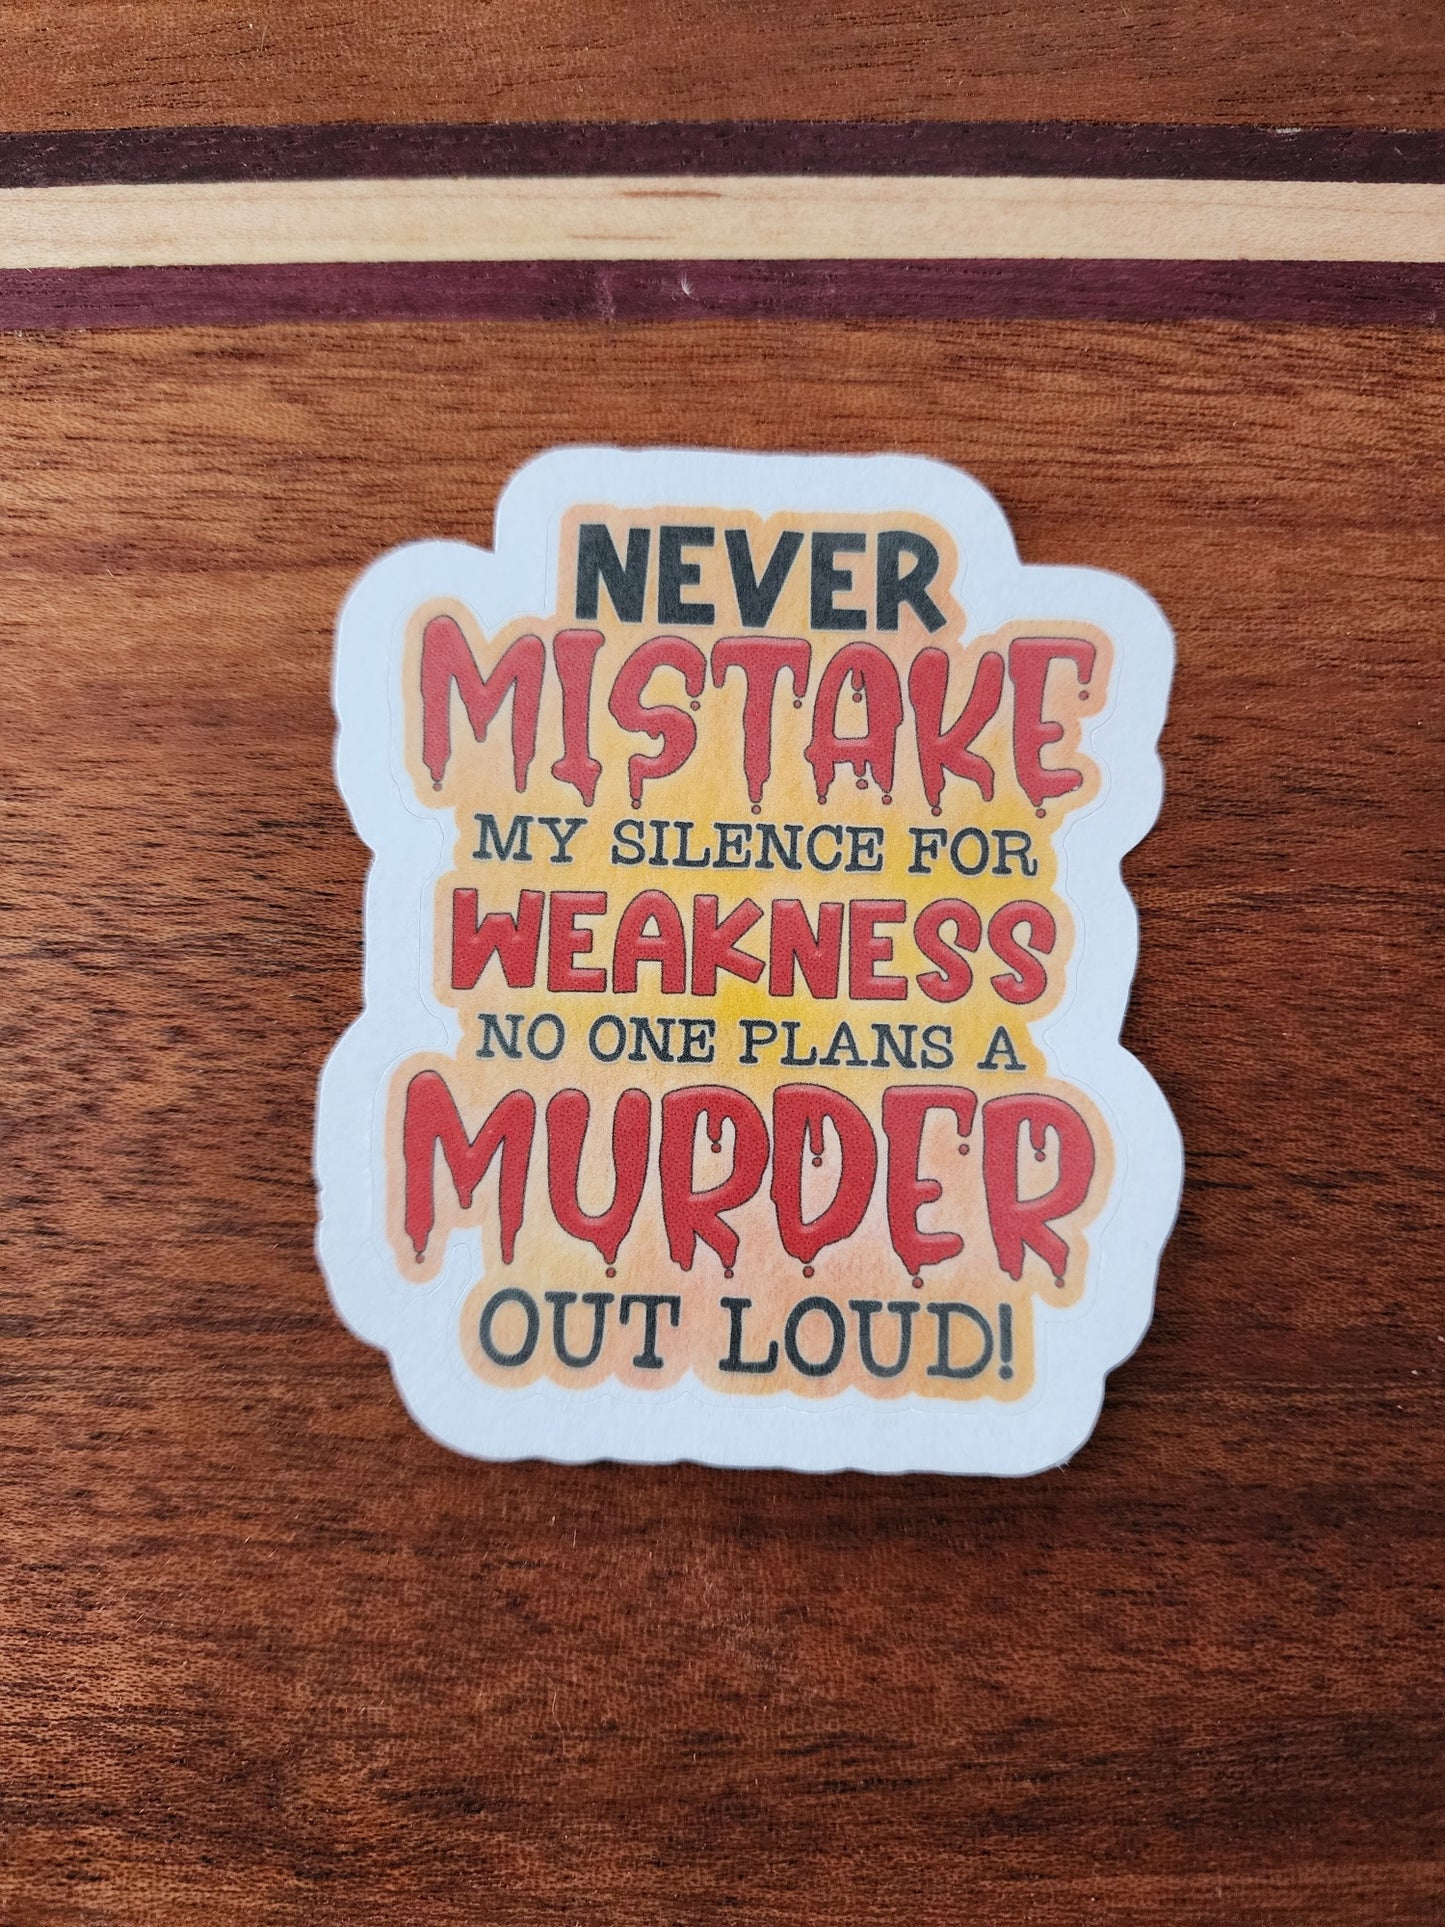 NEVER
MISTAKE
MY SILENCE FOR
WEAKNESS
NO ONE PLANS A
MURDER
OUT LOUD!